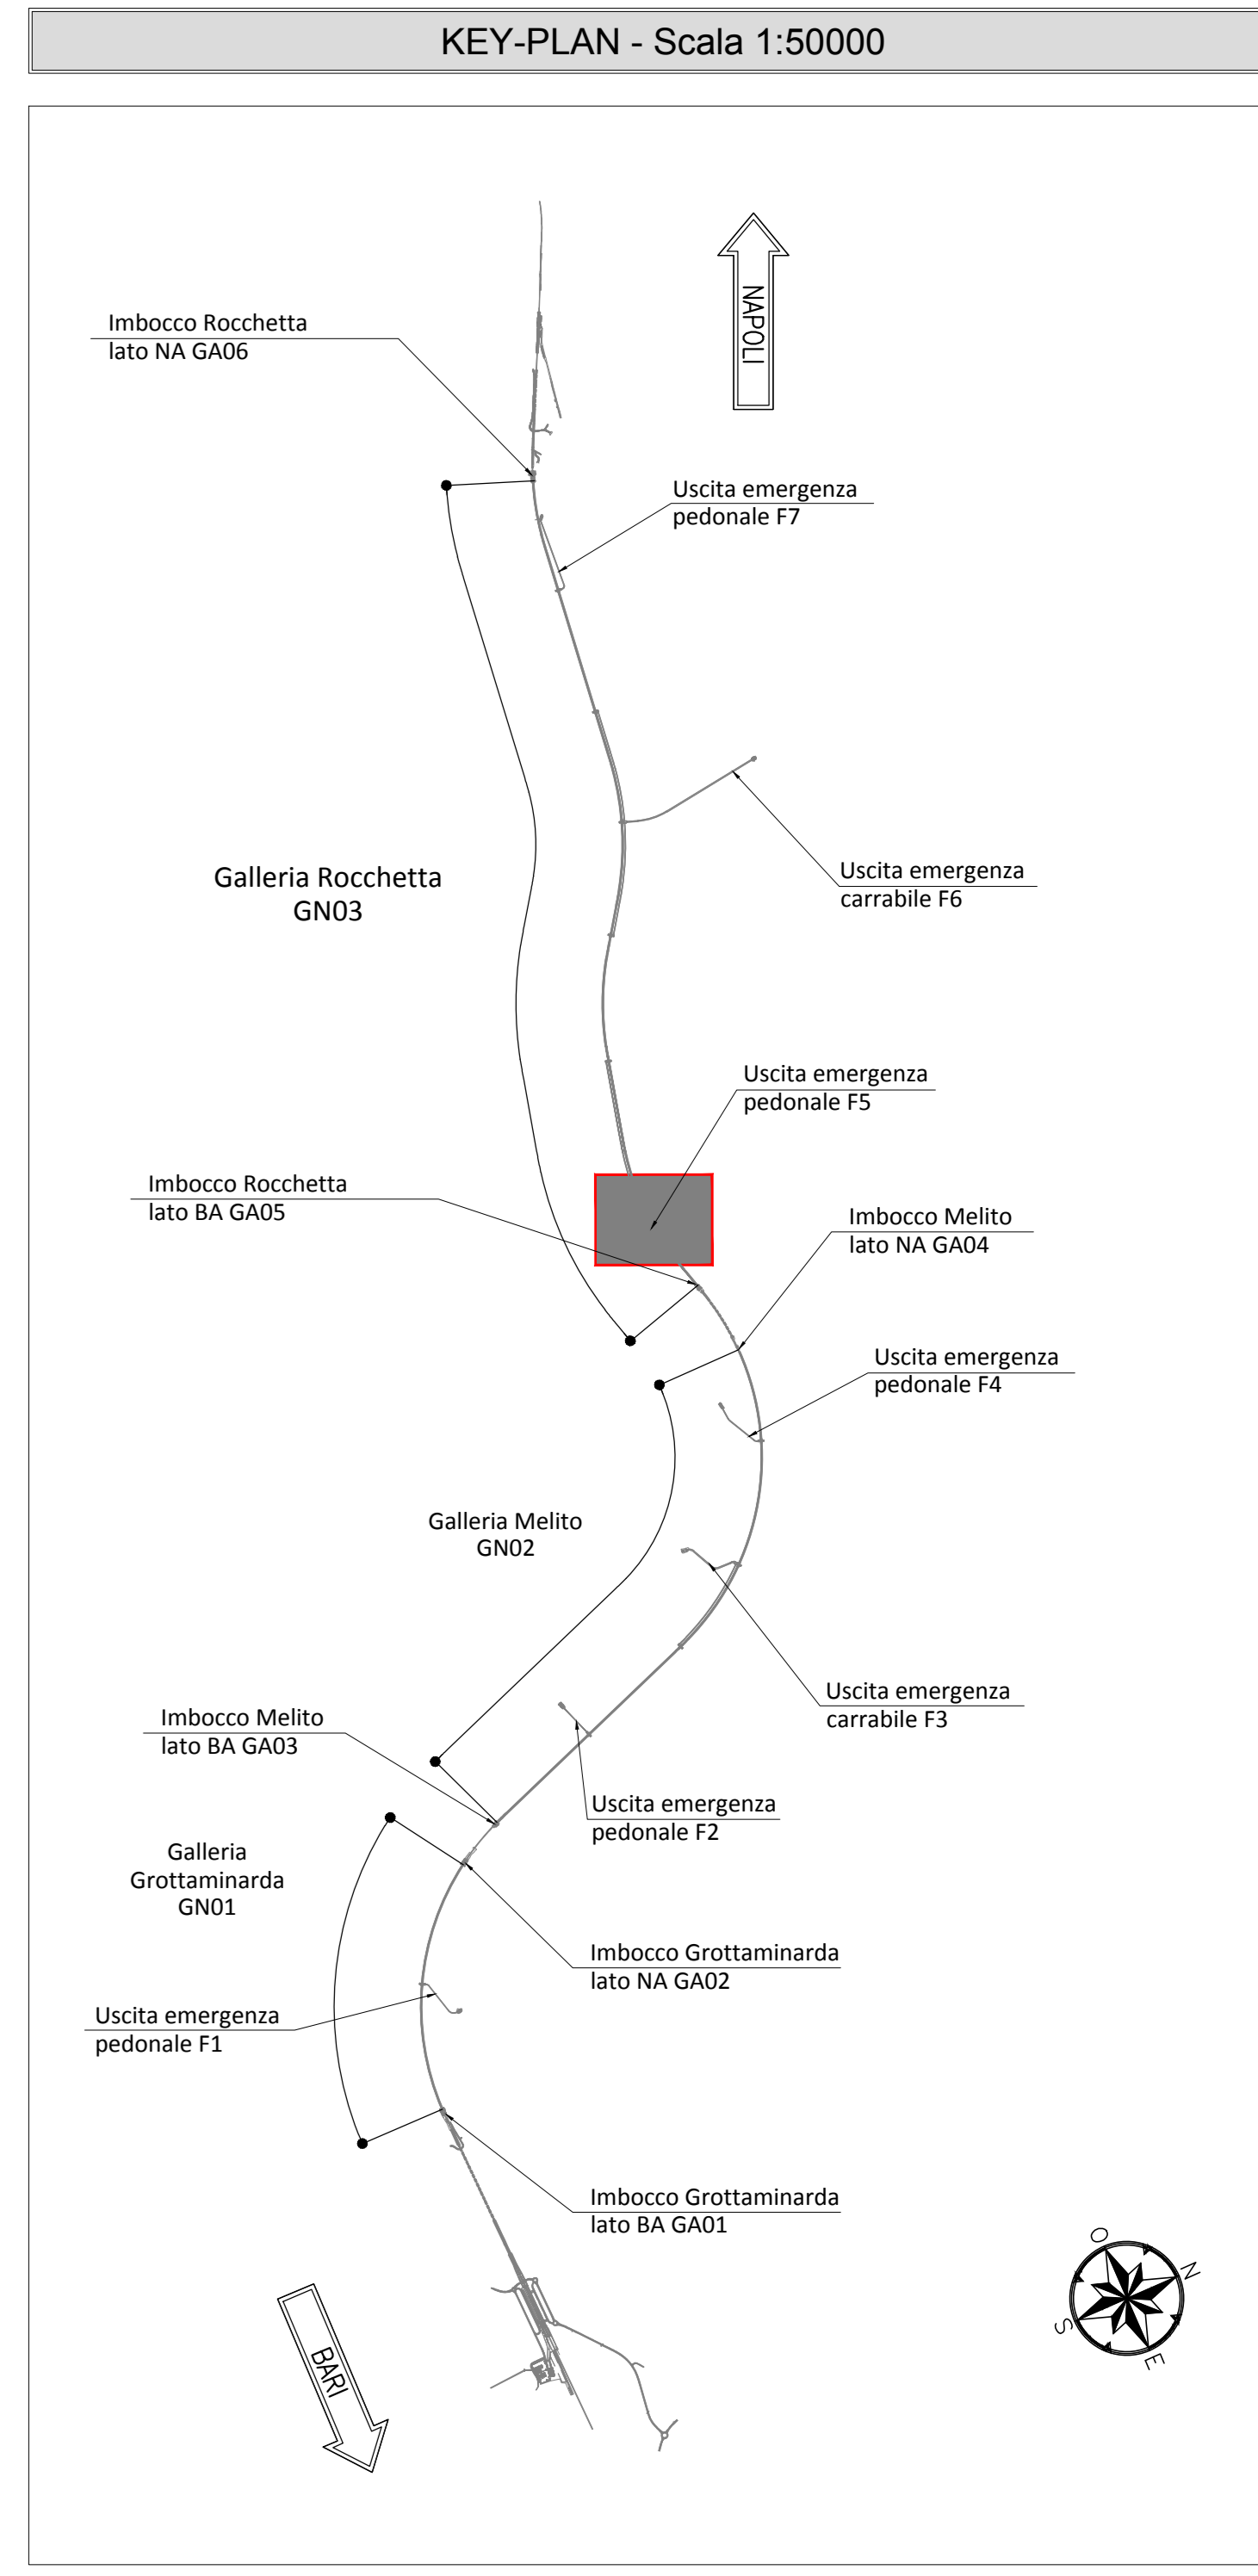 KEY-PLAN - Scala 1:50000
NAPOLI
Imbocco Rocchetta
lato NA GA06
Uscita emergenza
pedonale F7
Galleria Rocchetta
GN03
Uscita emergenza
carrabile F6
Uscita emergenza
pedonale F5
Imbocco Rocchetta
lato BA GA05
Imbocco Melito
lato NA GA04
Uscita emergenza
pedonale F4
Galleria Melito
GN02
Uscita emergenza
carrabile F3
Imbocco Melito
lato BA GA03
Uscita emergenza
pedonale F2
Galleria
Grottaminarda
GN01
Imbocco Grottaminarda
lato NA GA02
Uscita emergenza
pedonale F1
Imbocco Grottaminarda
lato BA GA01
O
N
S
E
BARI